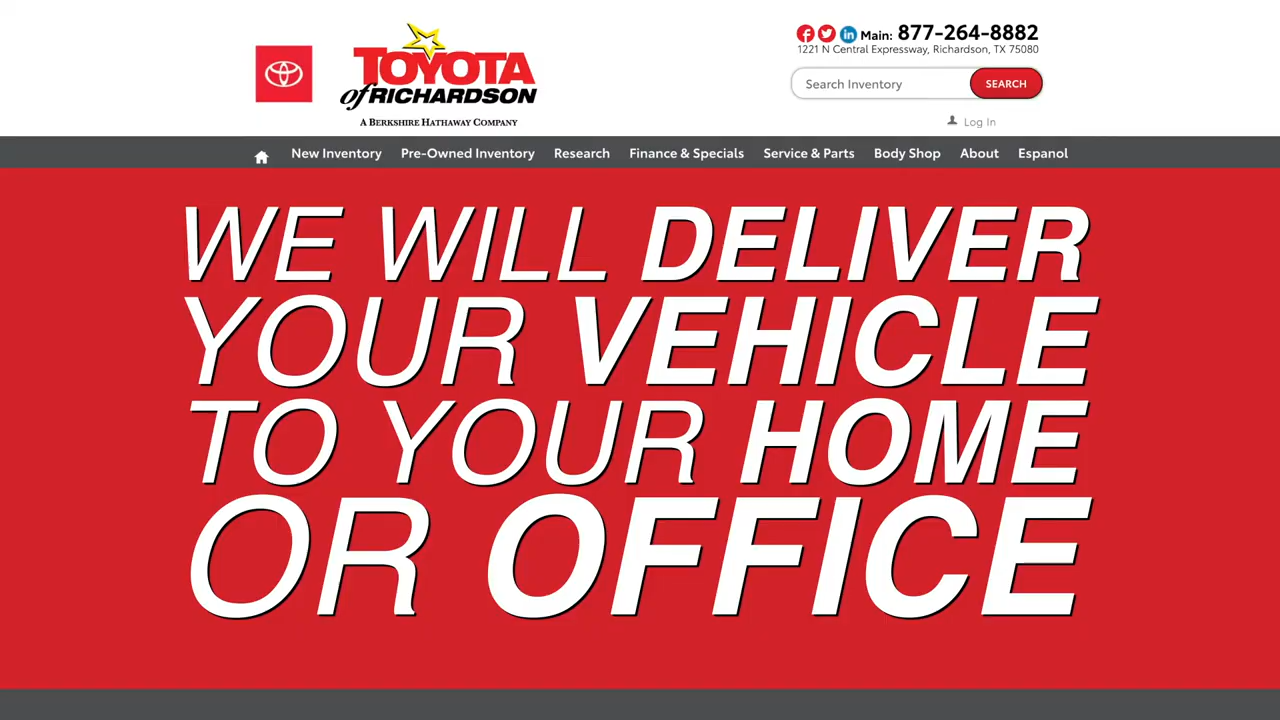 TOYOTA
of RICHARDSON
A BERKSHIRE HATHAWAY COMPANY
Main: 877-264-8882
1221 N Central Expressway, Richardson, TX 75080
Search Inventory
SEARCH
Log In
New Inventory Pre-Owned Inventory Research Finance & Specials Service & Parts Body Shop About Espanol
WE WILL DELIVER
YOUR VEHICLE
TO YOUR HOME
OR OFFICE